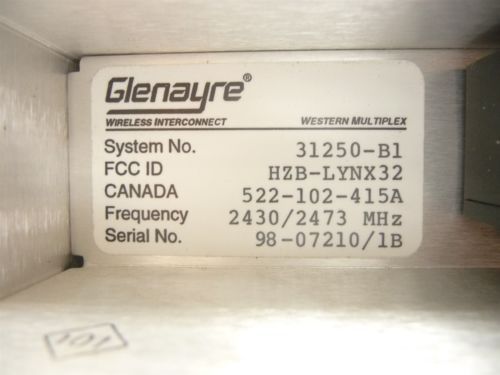 Glenayre®
WIRELESS INTERCONNECT WESTERN MULTIPLEX
System No. 31250-B1
FCC ID HZB-LYNX32
CANADA 522-102-415A
Frequency 2430/2473 MHz
Serial No. 98-07210/1B